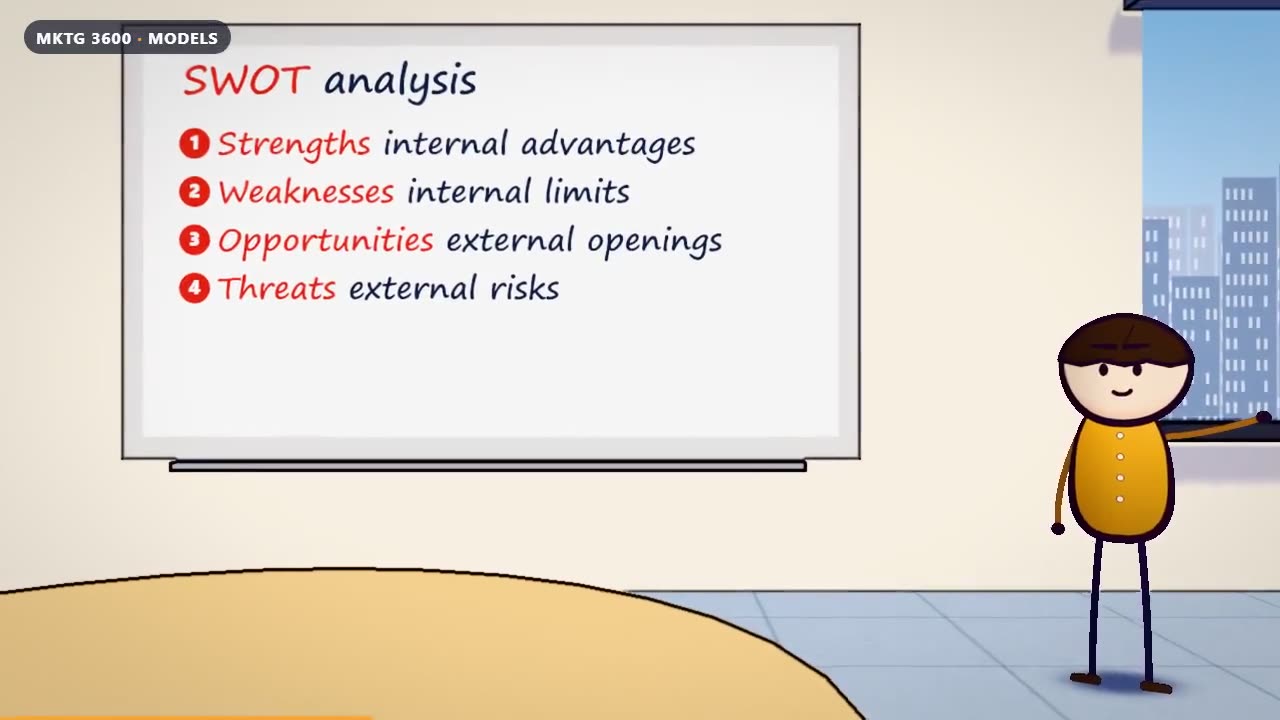 MKTG 3600 · MODELS
SWOT analysis
1 Strengths internal advantages
2 Weaknesses internal limits
3 Opportunities external openings
4 Threats external risks